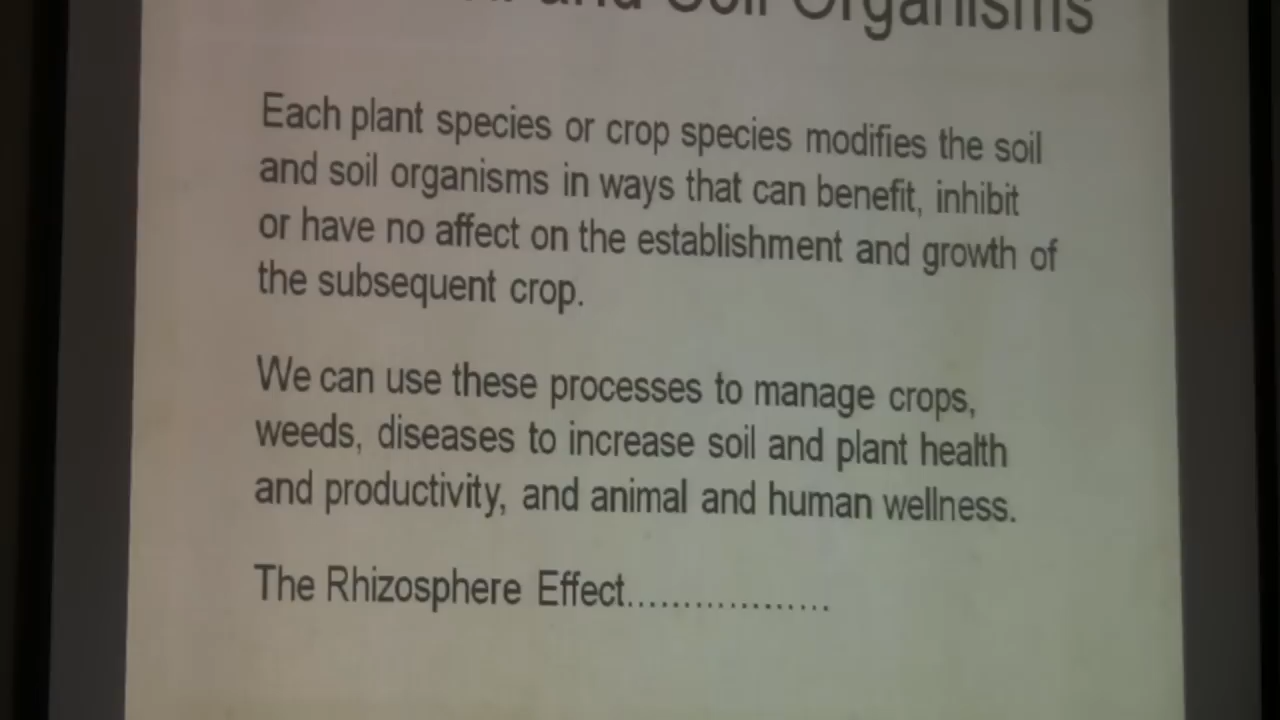 and Soil Organisms
Each plant species or crop species modifies the soil
and soil organisms in ways that can benefit, inhibit
or have no affect on the establishment and growth of
the subsequent crop.
We can use these processes to manage crops,
weeds, diseases to increase soil and plant health
and productivity, and animal and human wellness.
The Rhizosphere Effect..................